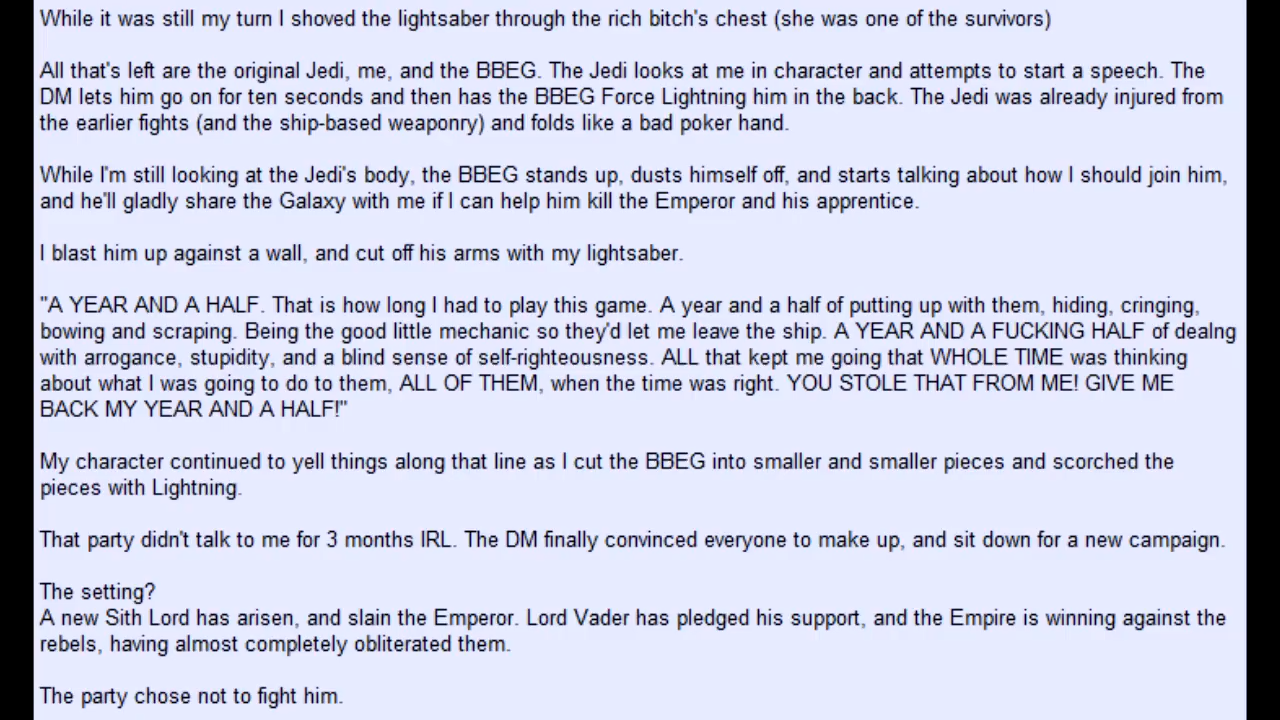 While it was still my turn I shoved the lightsaber through the rich bitch's chest (she was one of the survivors)
All that's left are the original Jedi, me, and the BBEG. The Jedi looks at me in character and attempts to start a speech. The
DM lets him go on for ten seconds and then has the BBEG Force Lightning him in the back. The Jedi was already injured from
the earlier fights (and the ship-based weaponry) and folds like a bad poker hand.
While I'm still looking at the Jedi's body, the BBEG stands up, dusts himself off, and starts talking about how I should join him,
and he'll gladly share the Galaxy with me if I can help him kill the Emperor and his apprentice.
I blast him up against a wall, and cut off his arms with my lightsaber.
"A YEAR AND A HALF. That is how long I had to play this game. A year and a half of putting up with them, hiding, cringing,
bowing and scraping. Being the good little mechanic so they'd let me leave the ship. A YEAR AND A FUCKING HALF of dealng
with arrogance, stupidity, and a blind sense of self-righteousness. ALL that kept me going that WHOLE TIME was thinking
about what I was going to do to them, ALL OF THEM, when the time was right. YOU STOLE THAT FROM ME! GIVE ME
BACK MY YEAR AND A HALF!"
My character continued to yell things along that line as I cut the BBEG into smaller and smaller pieces and scorched the
pieces with Lightning.
That party didn't talk to me for 3 months IRL. The DM finally convinced everyone to make up, and sit down for a new campaign.
The setting?
A new Sith Lord has arisen, and slain the Emperor. Lord Vader has pledged his support, and the Empire is winning against the
rebels, having almost completely obliterated them.
The party chose not to fight him.